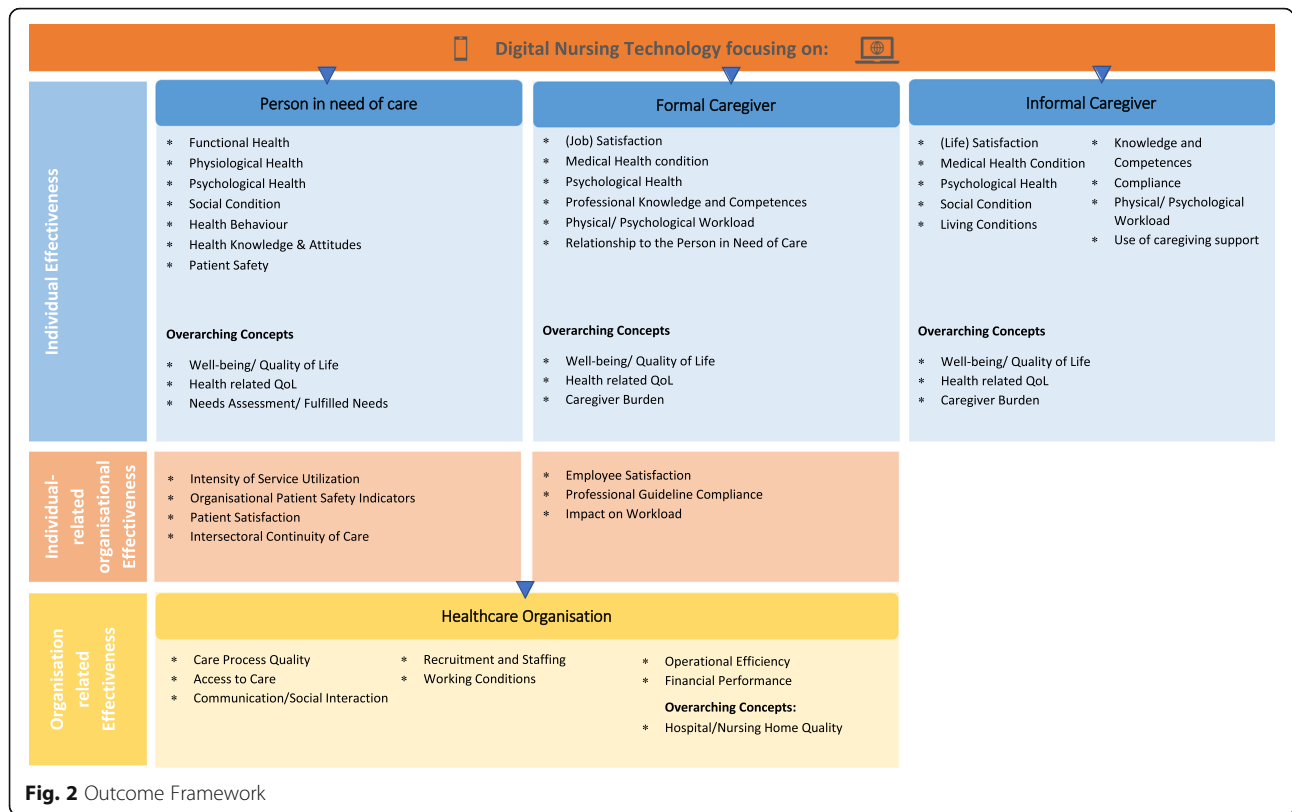 Digital Nursing Technology focusing on:
Individual Effectiveness
Person in need of care
* Functional Health
* Physiological Health
* Psychological Health
* Social Condition
* Health Behaviour
* Health Knowledge & Attitudes
* Patient Safety
Overarching Concepts
* Well-being/ Quality of Life
* Health related QoL
* Needs Assessment/ Fulfilled Needs
Formal Caregiver
* (Job) Satisfaction
* Medical Health condition
* Psychological Health
* Professional Knowledge and Competences
* Physical/ Psychological Workload
* Relationship to the Person in Need of Care
Overarching Concepts
* Well-being/ Quality of Life
* Health related QoL
* Caregiver Burden
Informal Caregiver
* (Life) Satisfaction
* Medical Health Condition
* Psychological Health
* Social Condition
* Living Conditions
* Knowledge and
Competences
* Compliance
* Physical/ Psychological
Workload
* Use of caregiving support
Overarching Concepts
* Well-being/ Quality of Life
* Health related QoL
* Caregiver Burden
Individual-
related
organisational
Effectiveness
* Intensity of Service Utilization
* Organisational Patient Safety Indicators
* Patient Satisfaction
* Intersectoral Continuity of Care
* Employee Satisfaction
* Professional Guideline Compliance
* Impact on Workload
Organisation
related
Effectiveness
Healthcare Organisation
* Care Process Quality
* Access to Care
* Communication/Social Interaction
* Recruitment and Staffing
* Working Conditions
* Operational Efficiency
* Financial Performance
Overarching Concepts:
* Hospital/Nursing Home Quality
Fig. 2 Outcome Framework